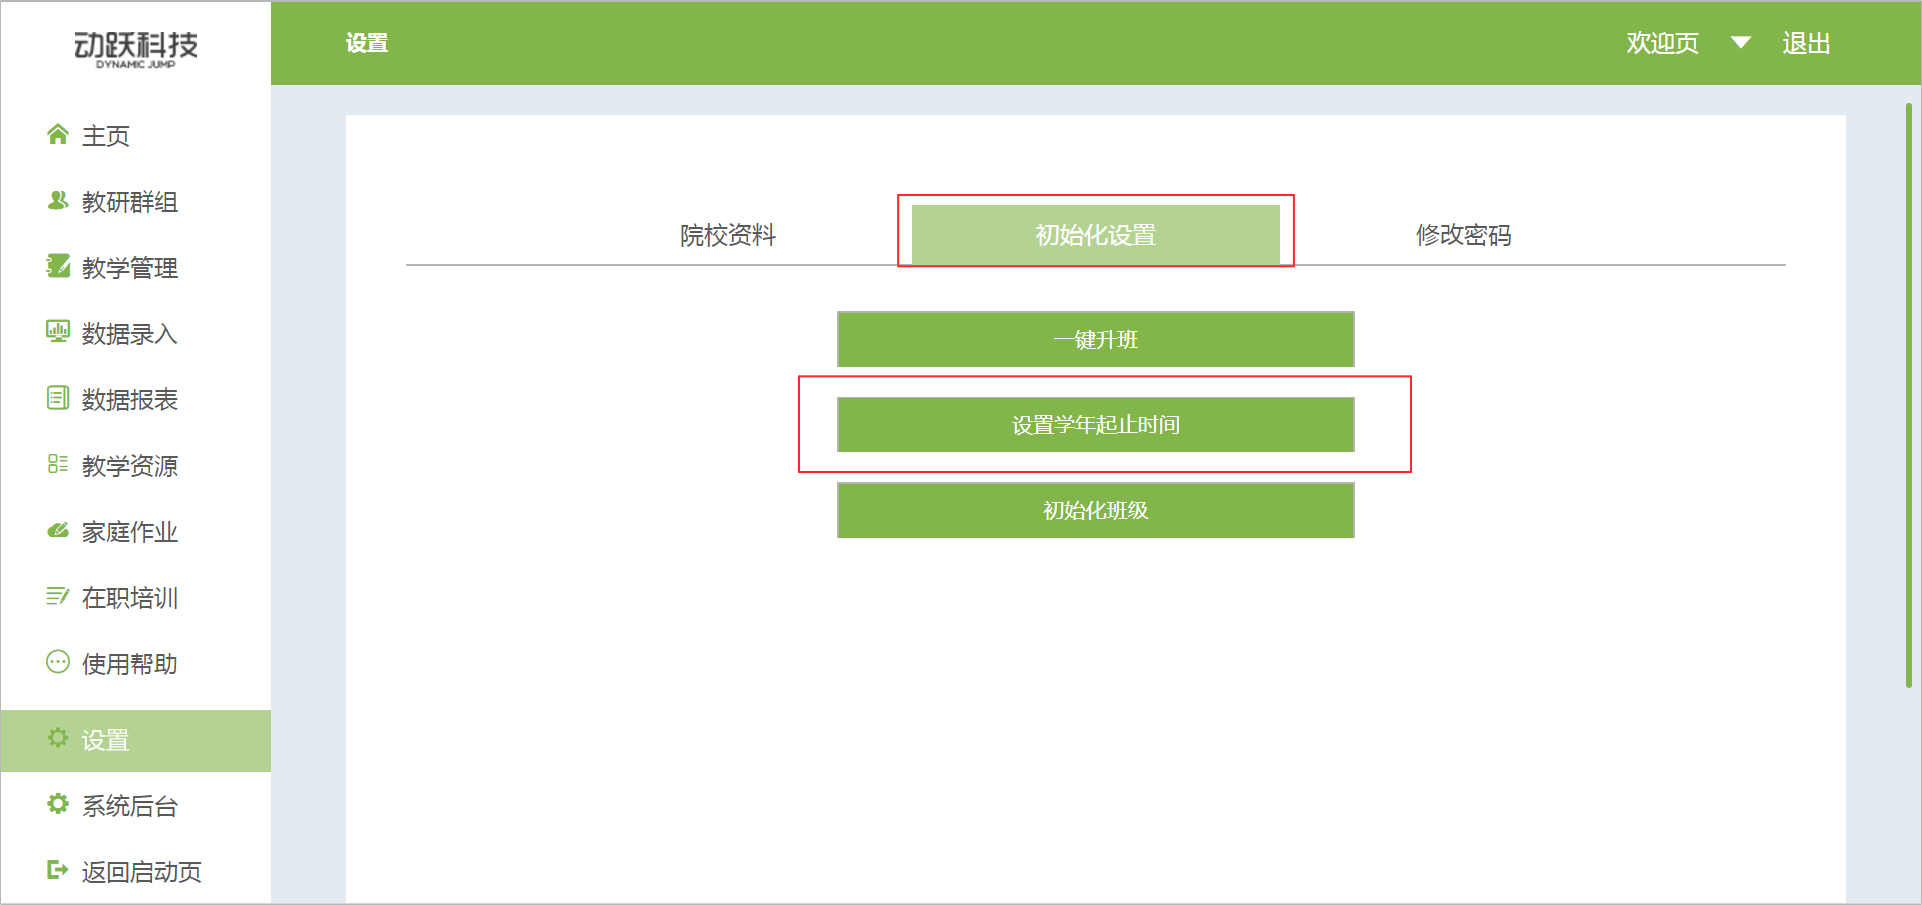 动跃科技
DYNAMIC JUMP
设置
欢迎页 退出
主页
教研群组
教学管理
数据录入
数据报表
教学资源
家庭作业
在职培训
使用帮助
设置
系统后台
返回启动页
院校资料 初始化设置 修改密码
一键升班
设置学年起止时间
初始化班级